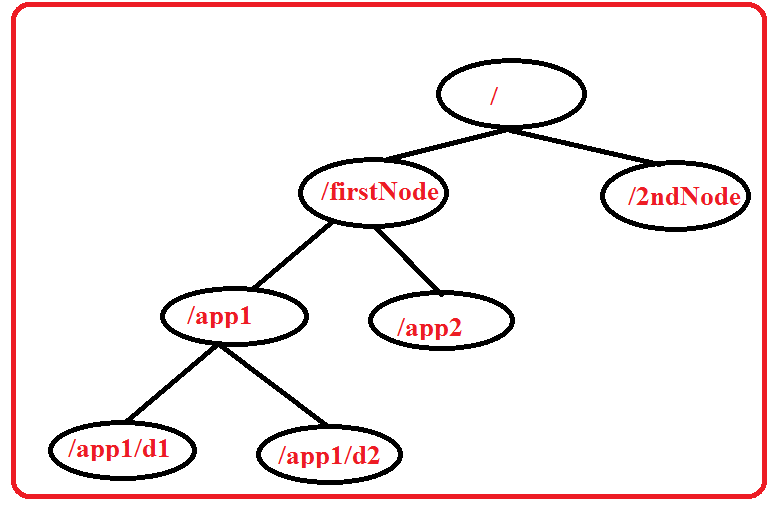 /
/firstNode
/2ndNode
/app1
/app2
/app1/d1
/app1/d2